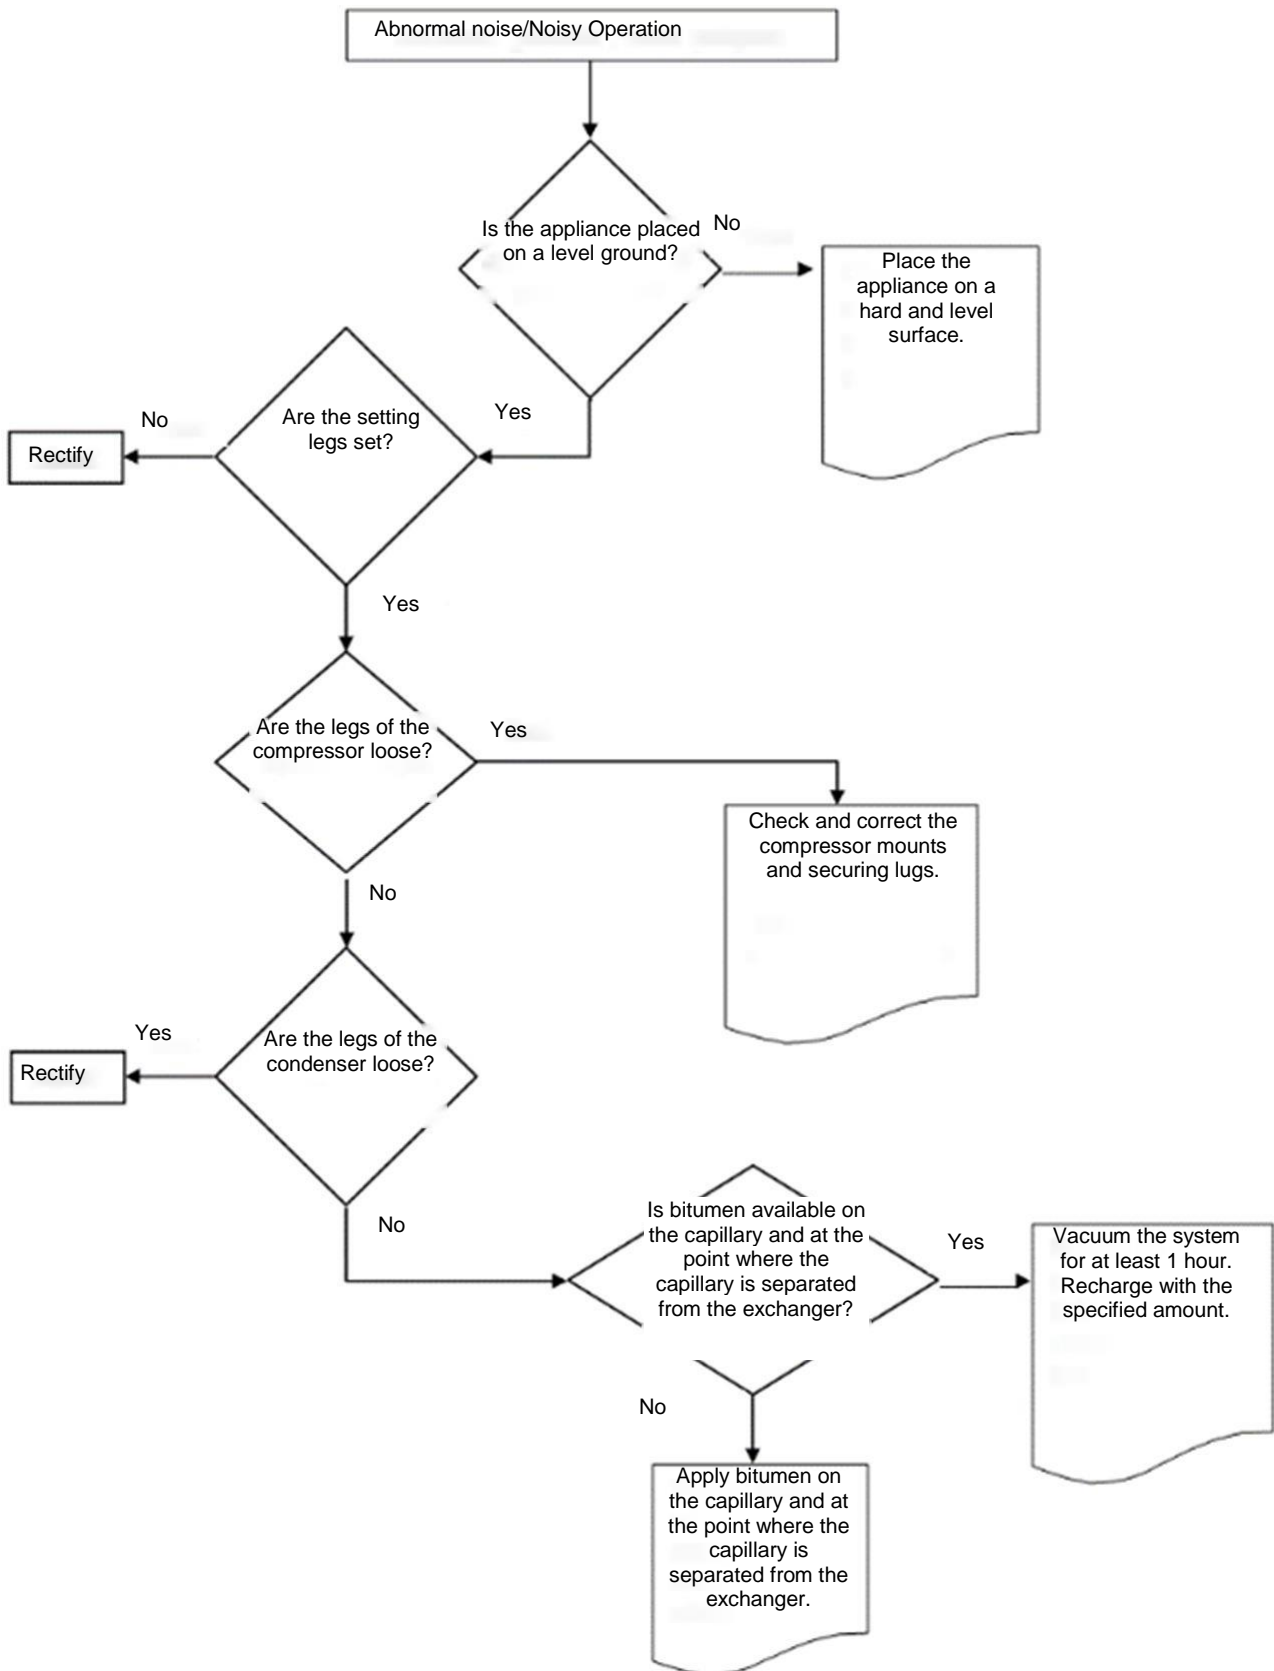 Abnormal noise/Noisy Operation
Is the appliance placed
on a level ground?
No
Place the
appliance on a
hard and level
surface.
Yes
Are the setting
legs set?
No
Rectify
Yes
Are the legs of the
compressor loose?
Yes
Check and correct the
compressor mounts
and securing lugs.
No
Are the legs of the
condenser loose?
Yes
Rectify
No
Is bitumen available on
the capillary and at the
point where the
capillary is separated
from the exchanger?
Yes
Vacuum the system
for at least 1 hour.
Recharge with the
specified amount.
No
Apply bitumen on
the capillary and at
the point where the
capillary is
separated from the
exchanger.